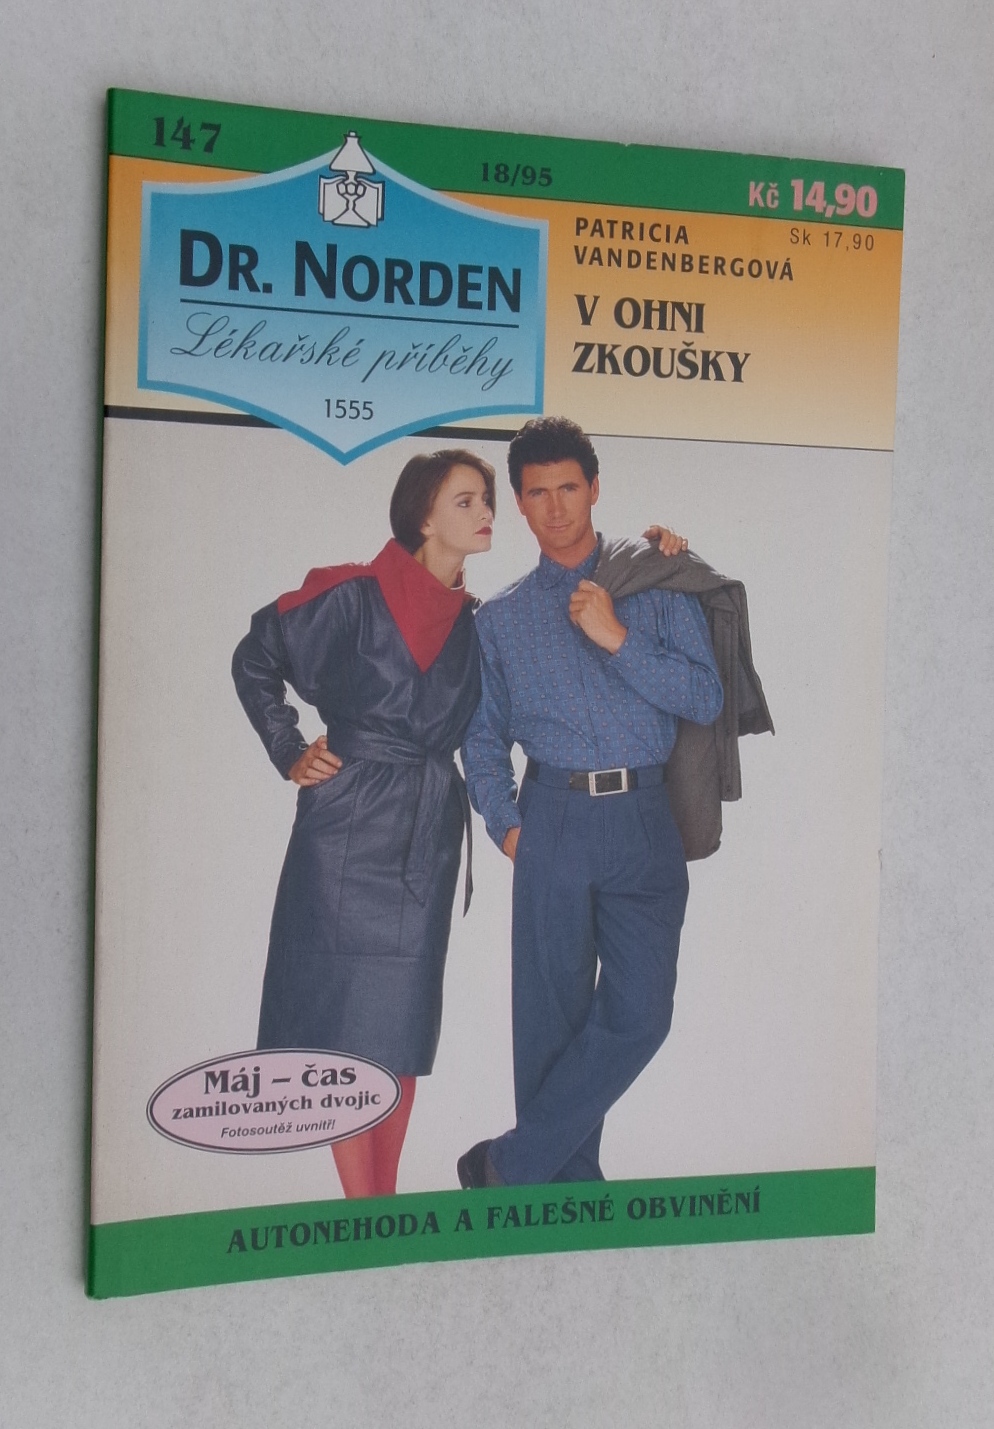 147
18/95
Kč 14,90
Sk 17,90
DR. NORDEN
Lékařské příběhy
1555
PATRICIA
VANDENBERGOVÁ
V OHNI
ZKOUŠKY
Máj – čas
zamilovaných dvojic
Fotosoutěž uvnitř!
AUTONEHODA A FALEŠNÉ OBVINĚNÍ